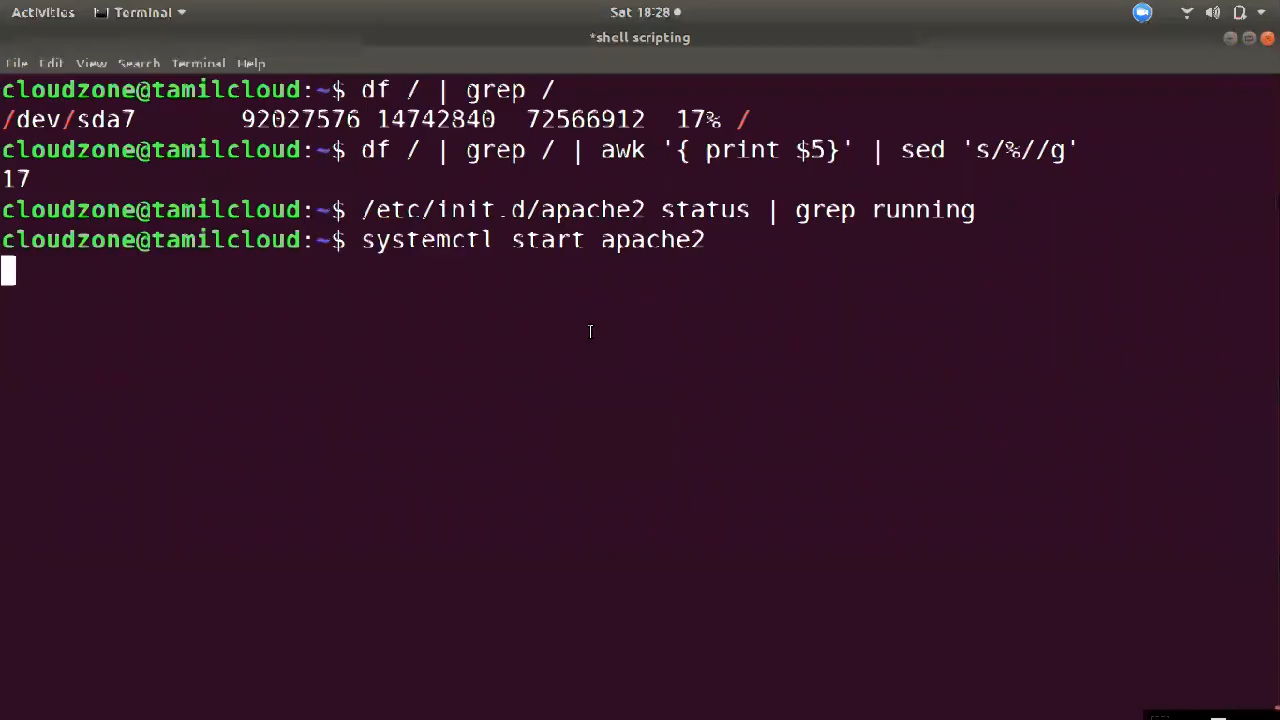 Activities Terminal Sat 18:28
*shell scripting
File Edit View Search Terminal Help
cloudzone@tamilcloud:~$ df / | grep /
/dev/sda7 92027576 14742840 72566912 17% /
cloudzone@tamilcloud:~$ df / | grep / | awk '{ print $5}' | sed 's/%//g'
17
cloudzone@tamilcloud:~$ /etc/init.d/apache2 status | grep running
cloudzone@tamilcloud:~$ systemctl start apache2